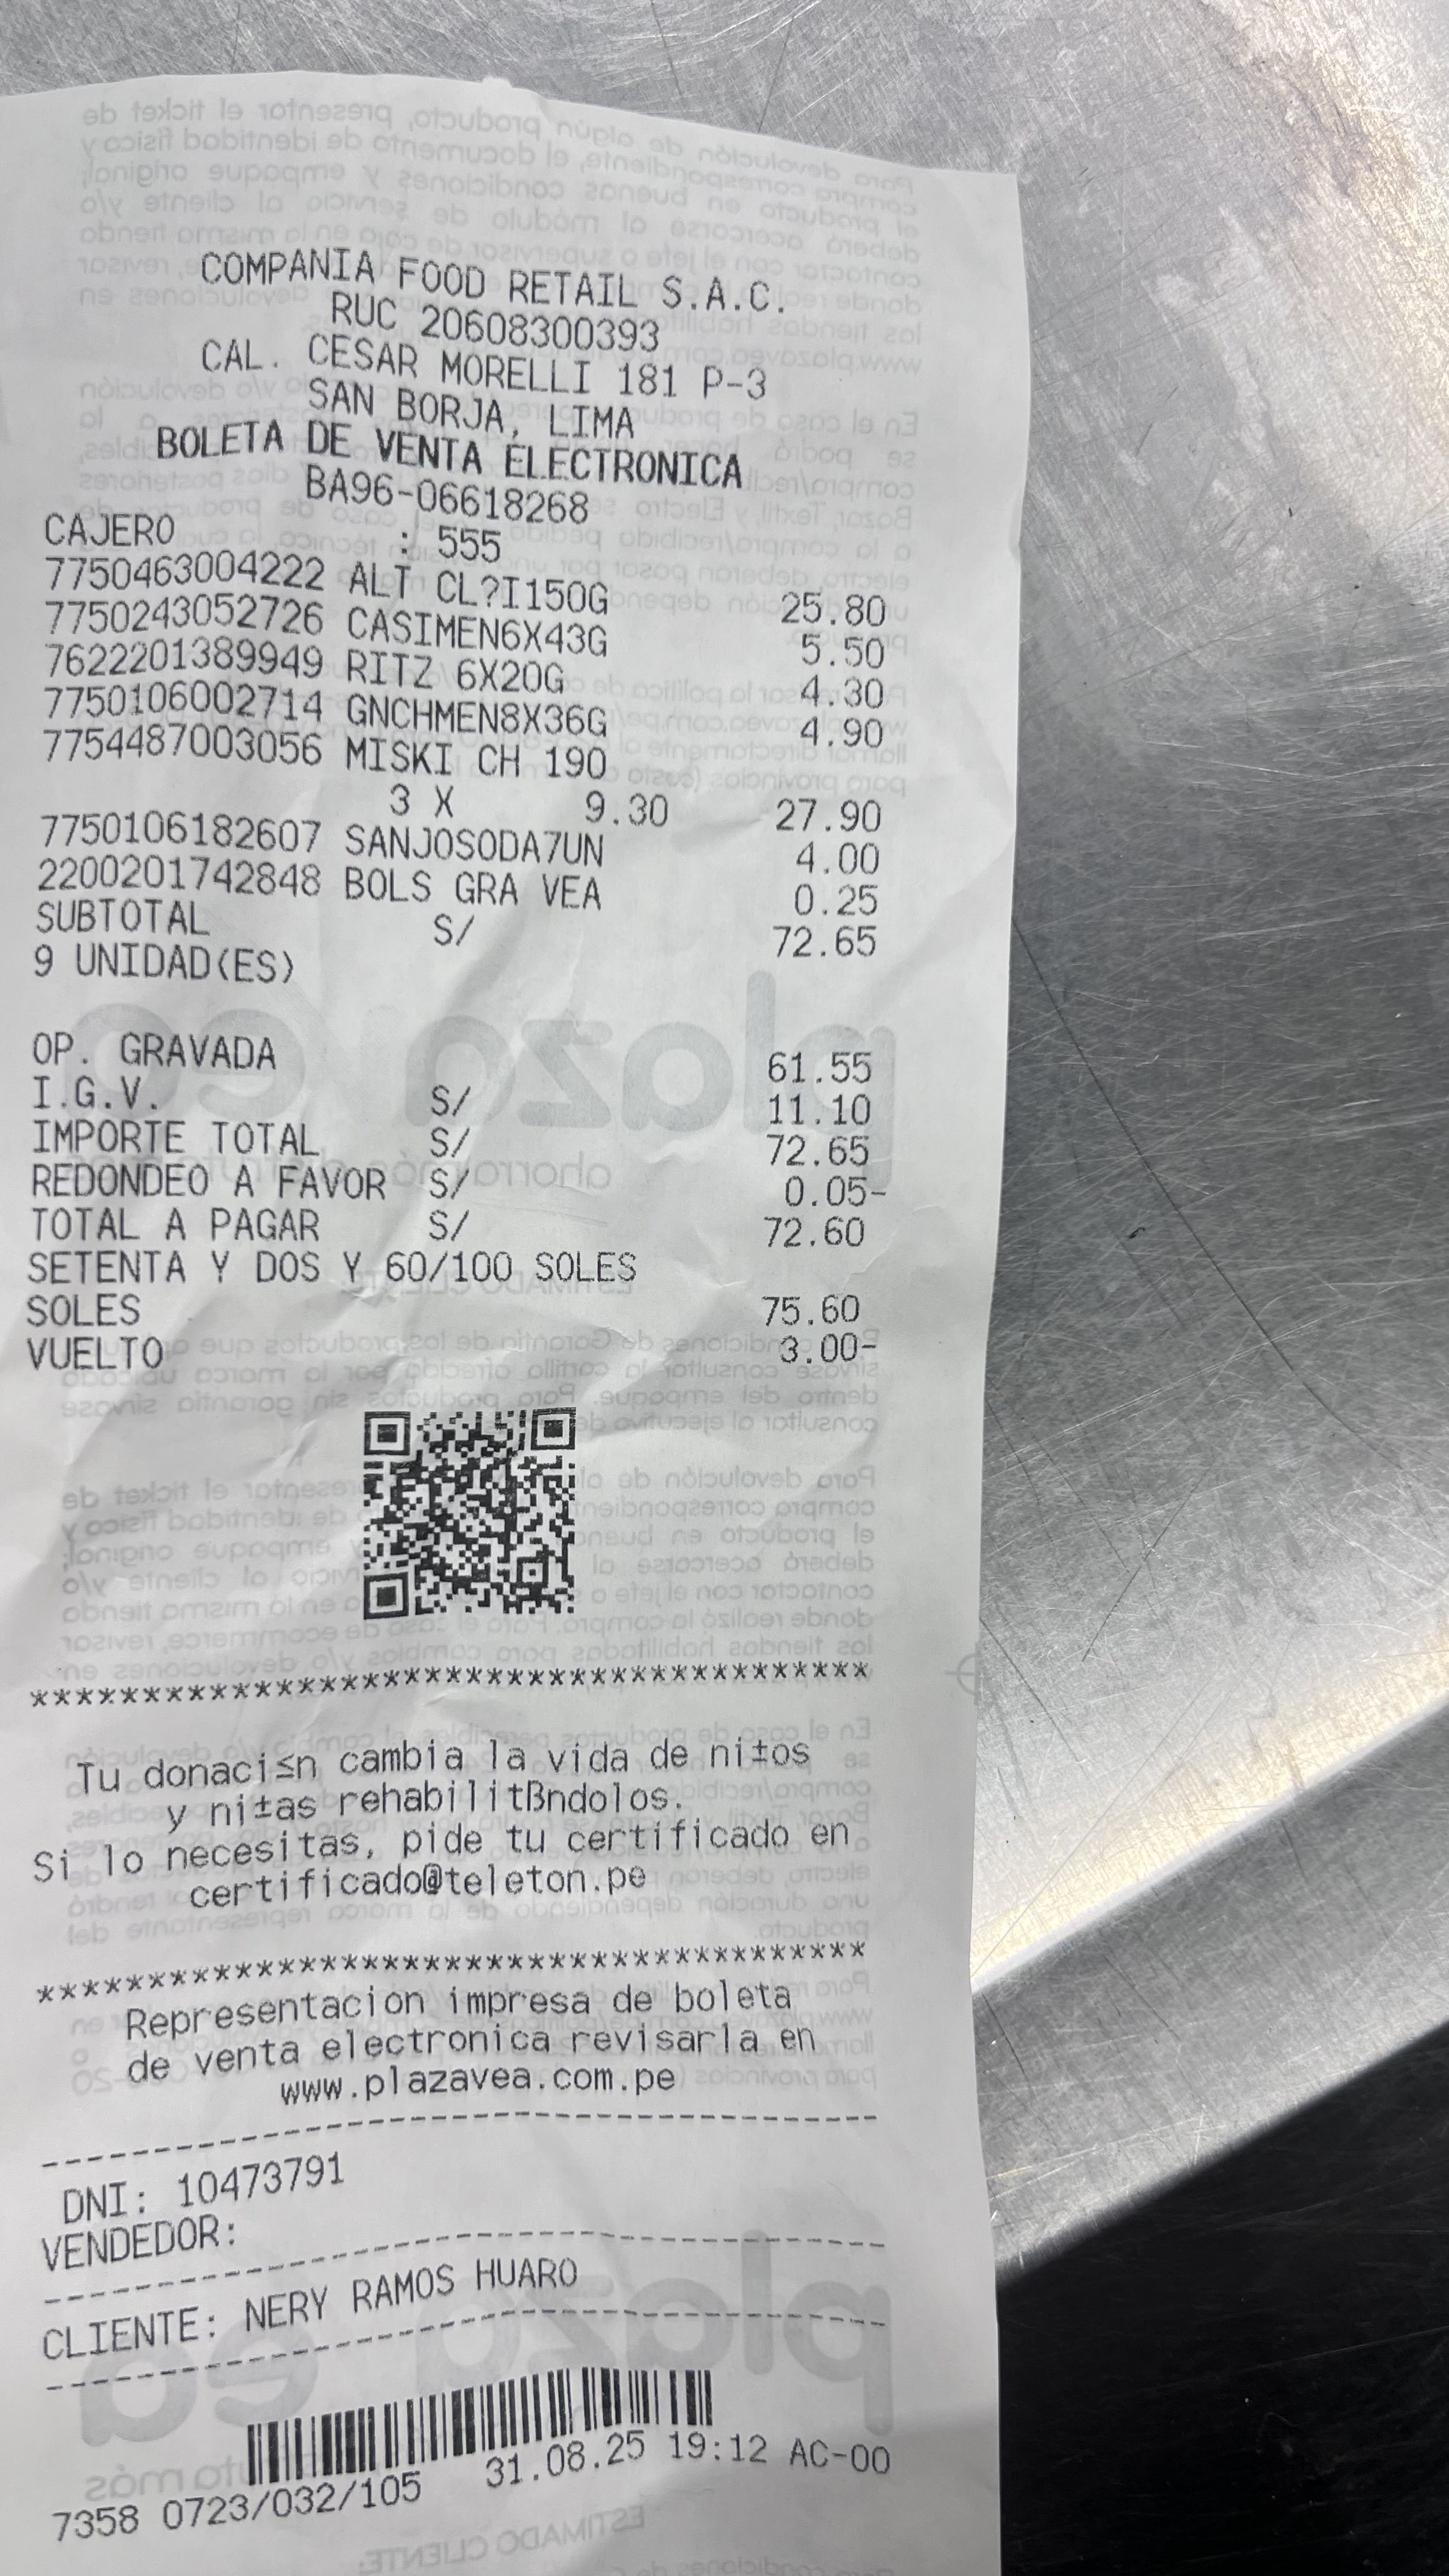 COMPANIA FOOD RETAIL S.A.C.
RUC 20608300393
CAL. CESAR MORELLI 181 P-3
SAN BORJA, LIMA
BOLETA DE VENTA ELECTRONICA
BA96-06618268
CAJERO : 555
7750463004222 ALT CL?I150G 25.80
7750243052726 CASIMEN6X43G 5.50
7622201389949 RITZ 6X20G 4.30
7750106002714 GNCHMEN8X36G 4.90
7754487003056 MISKI CH 190
3 X 9.30 27.90
7750106182607 SANJOSODA7UN 4.00
2200201742848 BOLS GRA VEA 0.25
SUBTOTAL S/ 72.65
9 UNIDAD(ES)
OP. GRAVADA 61.55
I.G.V. S/ 11.10
IMPORTE TOTAL S/ 72.65
REDONDEO A FAVOR S/ 0.05-
TOTAL A PAGAR S/ 72.60
SETENTA Y DOS Y 60/100 SOLES
SOLES 75.60
VUELTO 3.00-
*************************************
Tu donaci≤n cambia la vida de ni±os
y ni±as rehabilitßndolos.
Si lo necesitas, pide tu certificado en
certificado@teleton.pe
*************************************
Representacion impresa de boleta
de venta electronica revisarla en
www.plazavea.com.pe
DNI: 10473791
VENDEDOR:
CLIENTE: NERY RAMOS HUARO
7358 0723/032/105 31.08.25 19:12 AC-00